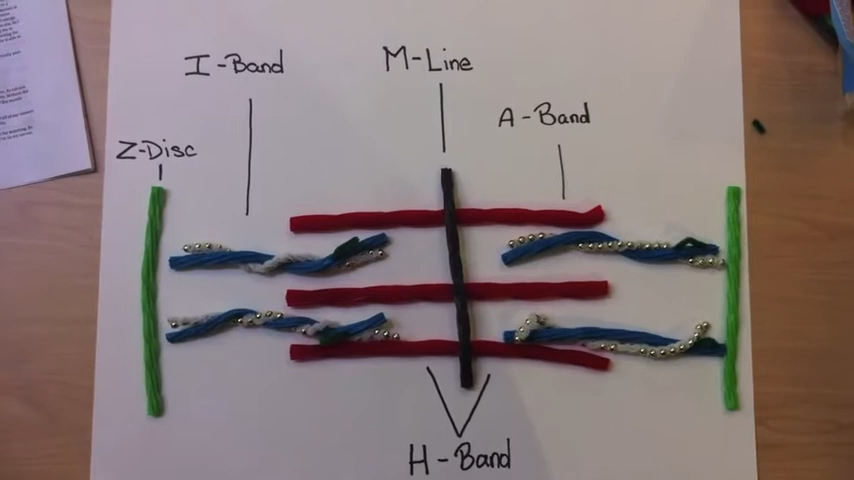 I-Band
M-Line
A-Band
Z-Disc
H-Band